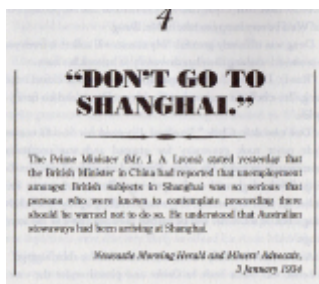 4
“DON’T GO TO
SHANGHAI.”
The Prime Minister (Mr. J. A. Lyons) stated yesterday that
the British Minister in China had reported that unemployment
amongst British subjects in Shanghai was so serious that
persons who were known to contemplate proceeding there
should be warned not to do so. He understood that Australian
stowaways had been arriving at Shanghai.
Newcastle Morning Herald and Miners’ Advocate,
3 January 1934